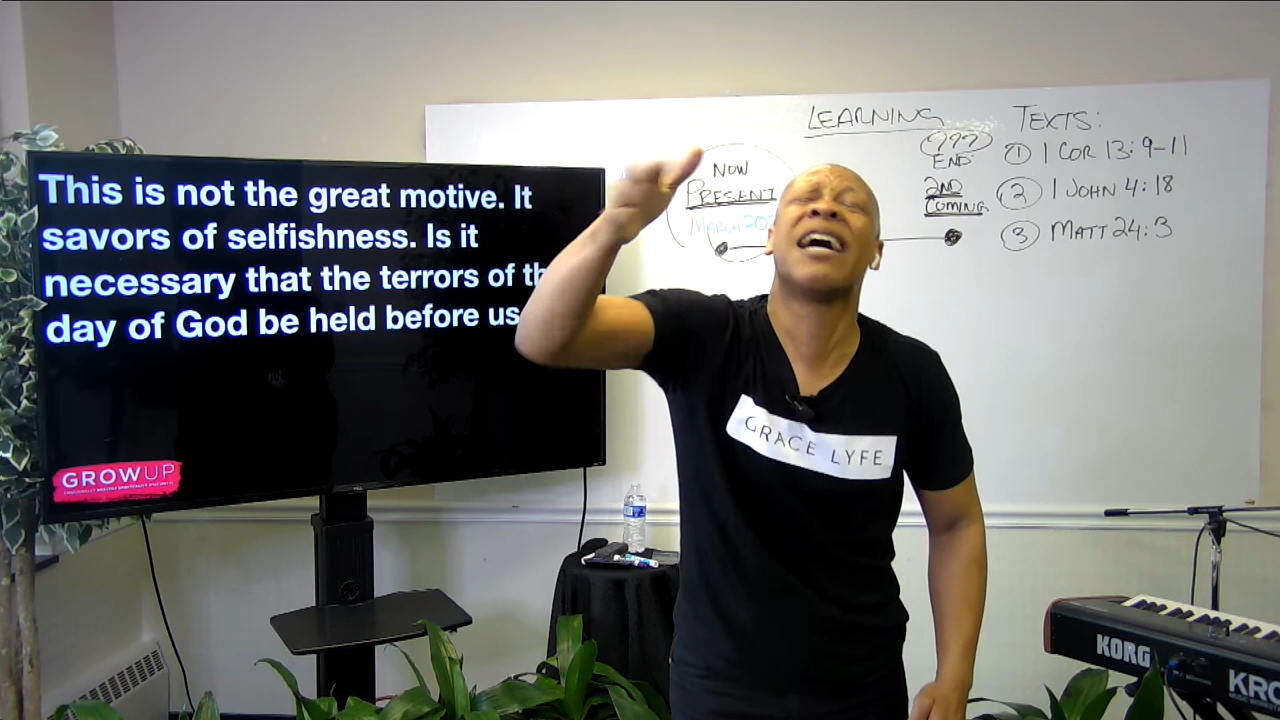 This is not the great motive. It
savors of selfishness. Is it
necessary that the terrors of th
day of God be held before us
GROWUP
LEARNING
NOW
PRESENT
MARCH 202
???
END
2ND
COMING
TEXTS:
1 1 COR 13:9-11
2 1 JOHN 4:18
3 MATT 24:3
GRACE LYFE
KORG
KRO